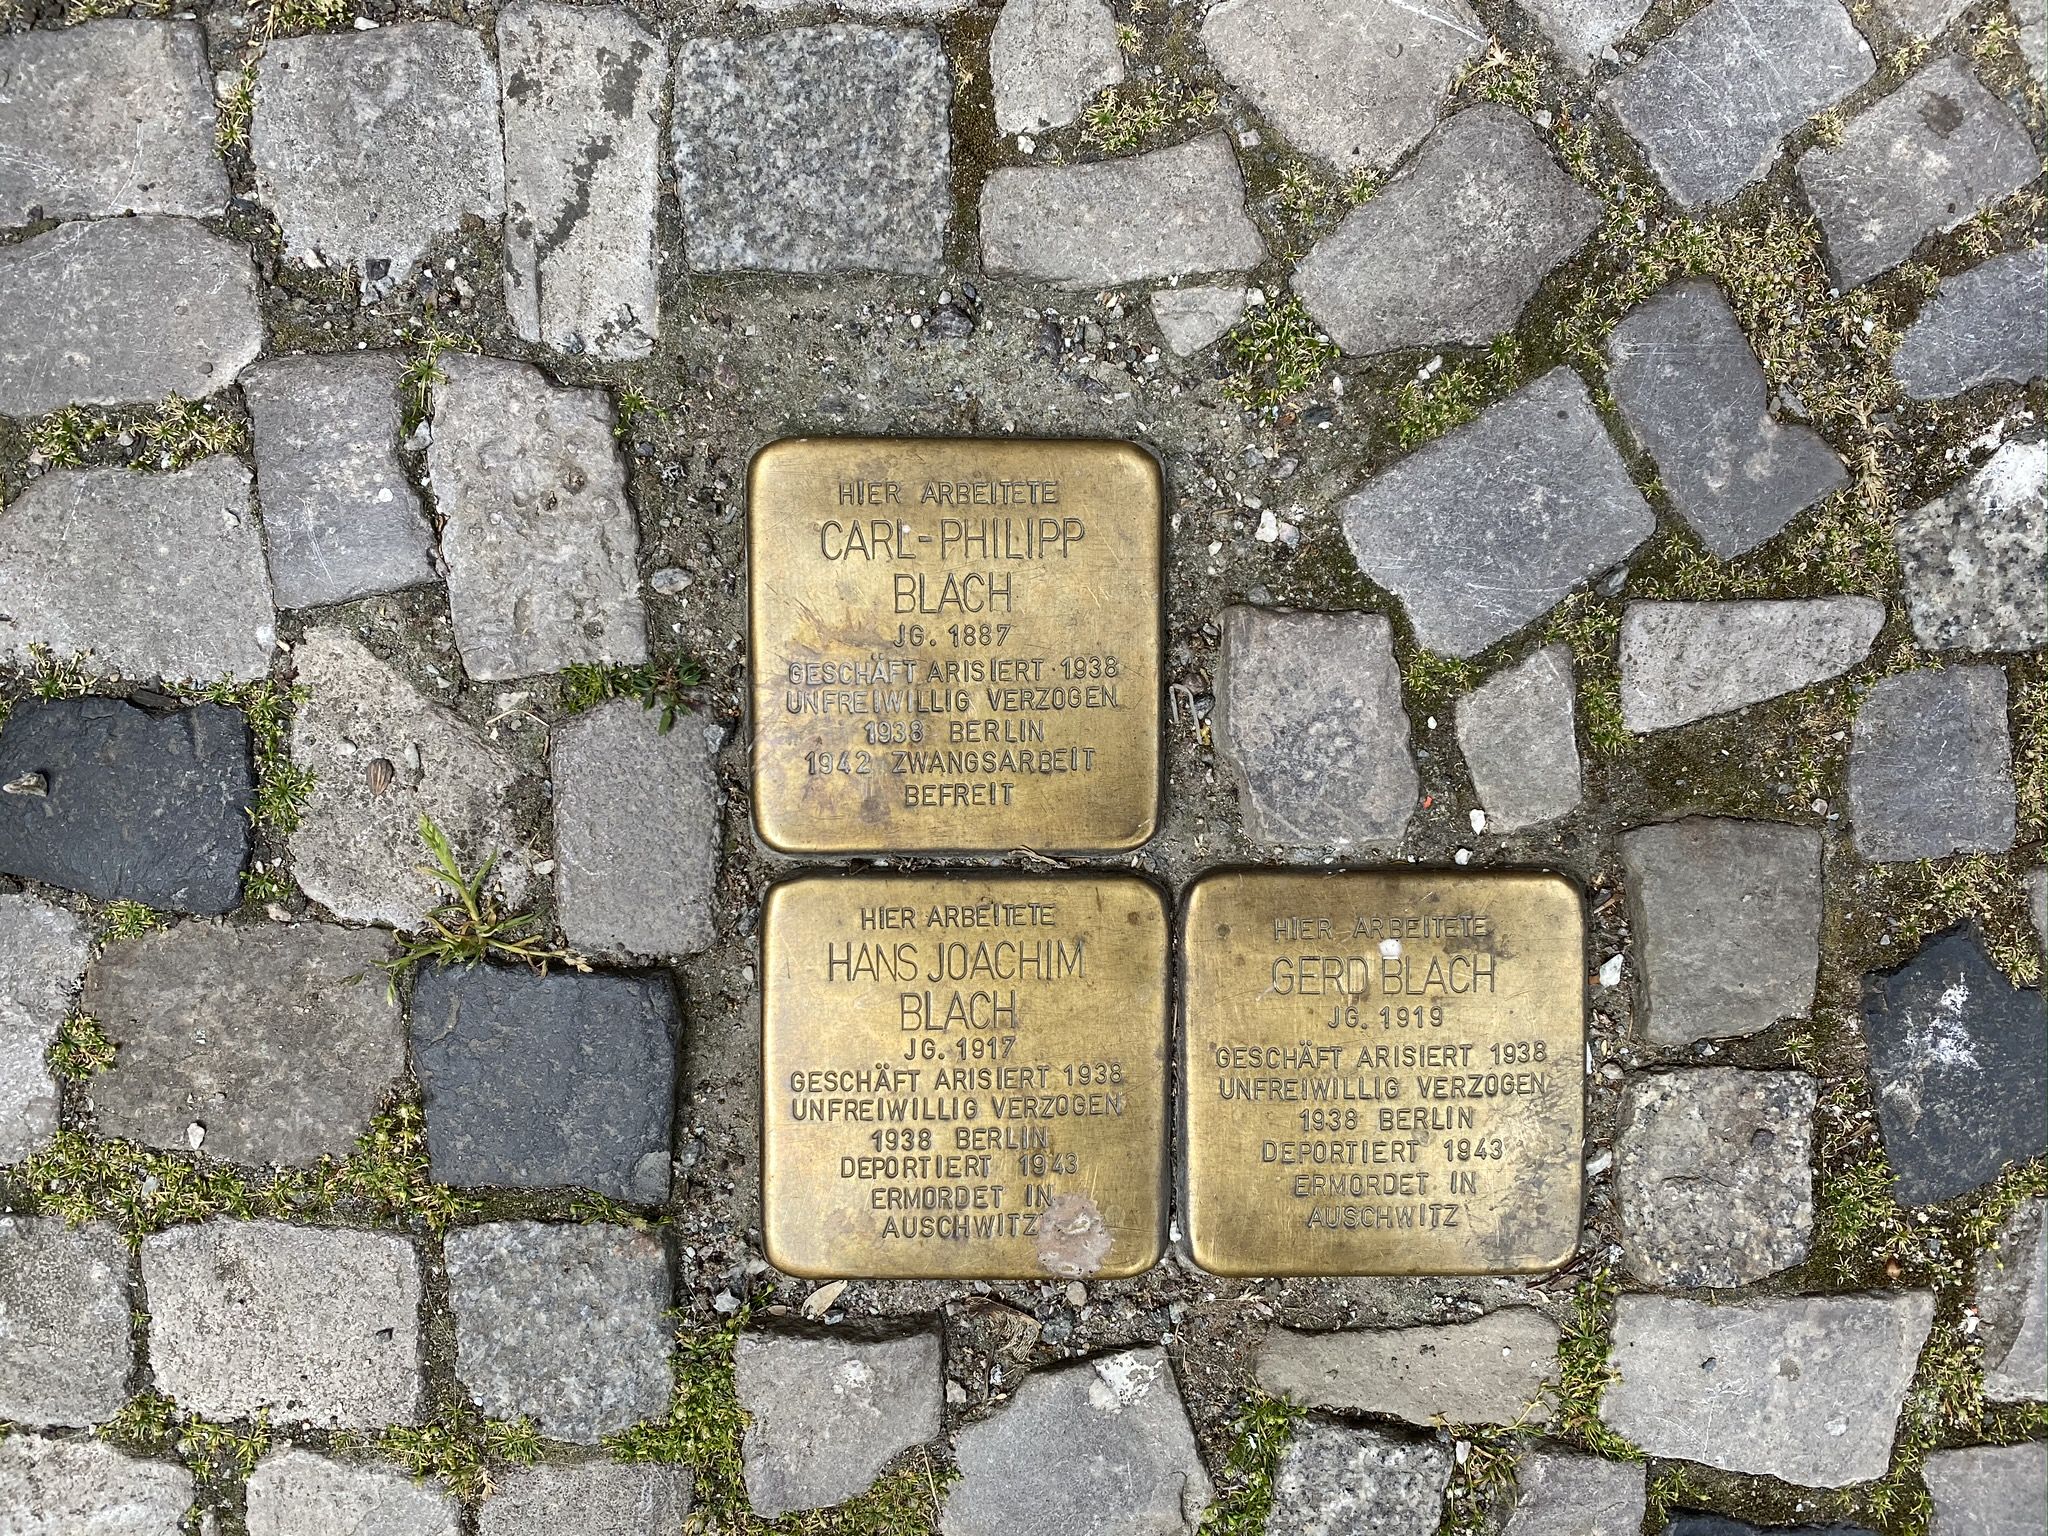 HIER ARBEITETE
CARL-PHILIPP
BLACH
JG. 1887
GESCHÄFT ARISIERT 1938
UNFREIWILLIG VERZOGEN
1938 BERLIN
1942 ZWANGSARBEIT
BEFREIT
HIER ARBEITETE
HANS JOACHIM
BLACH
JG. 1917
GESCHÄFT ARISIERT 1938
UNFREIWILLIG VERZOGEN
1938 BERLIN
DEPORTIERT 1943
ERMORDET IN
AUSCHWITZ
HIER ARBEITETE
GERD BLACH
JG. 1919
GESCHÄFT ARISIERT 1938
UNFREIWILLIG VERZOGEN
1938 BERLIN
DEPORTIERT 1943
ERMORDET IN
AUSCHWITZ